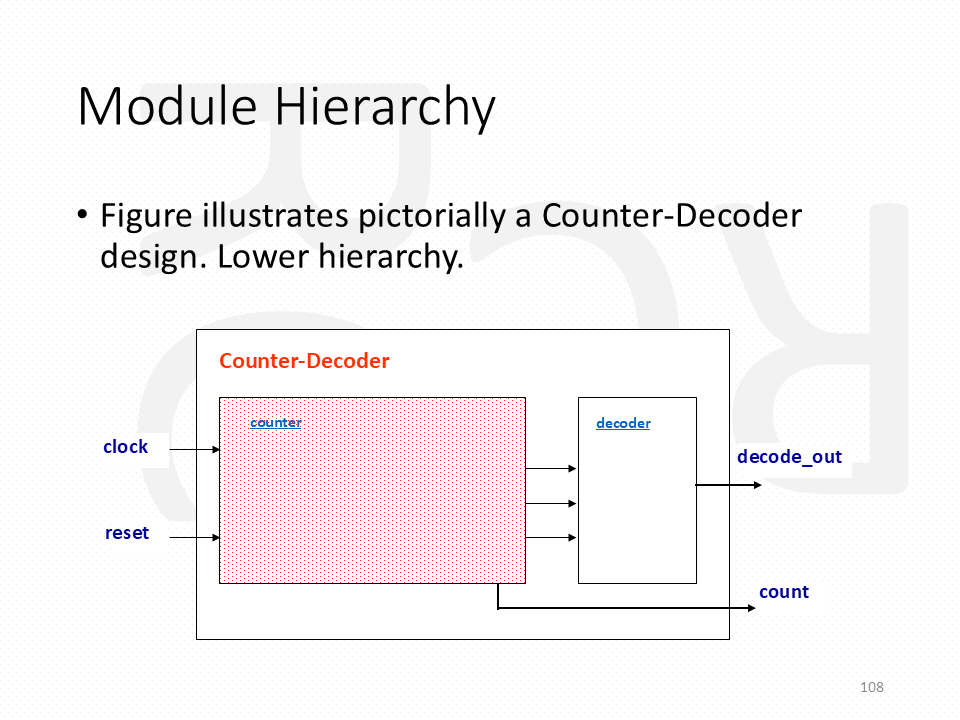 Module Hierarchy
• Figure illustrates pictorially a Counter-Decoder
design. Lower hierarchy.
Counter-Decoder
counter
decoder
clock
decode_out
reset
count
108